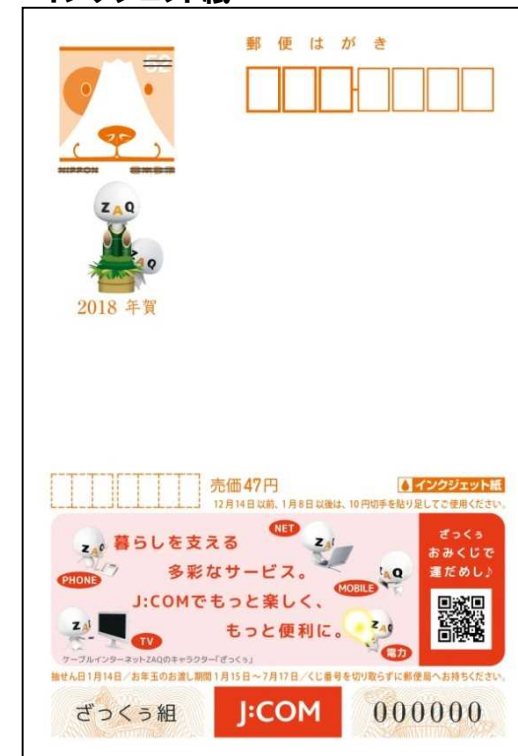 インクジェット紙
郵便はがき
52
NIPPON 日本郵便
ZAQ
ZAQ
2018 年賀
売価47円
インクジェット紙
12月14日以前、1月8日以後は、10円切手を貼り足してご使用ください。
暮らしを支える
多彩なサービス。
J:COMでもっと楽しく、
もっと便利に。
NET
PHONE
MOBILE
TV
電力
ざっくぅ
おみくじで
運だめし♪
ケーブルインターネットZAQのキャラクター「ざっくぅ」
抽せん日1月14日／お年玉のお渡し期間1月15日～7月17日／くじ番号を切り取らずに郵便局へお持ちください。
ざっくぅ組
J:COM
000000